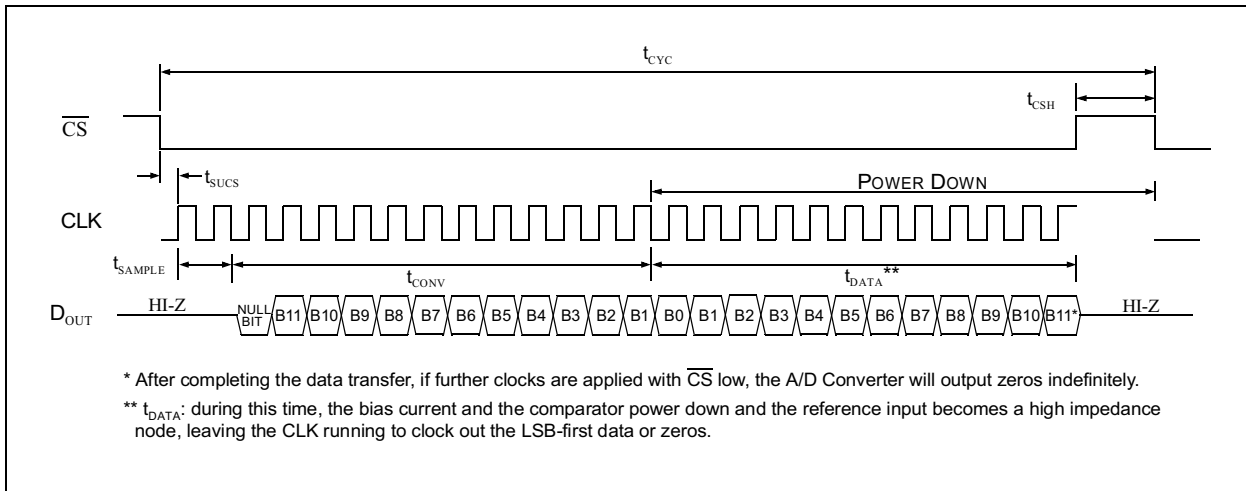 tCYC
tCSH
CS
tSUCS
POWER DOWN
CLK
tSAMPLE
tCONV
tDATA**
DOUT
HI-Z
NULL BIT B11 B10 B9 B8 B7 B6 B5 B4 B3 B2 B1 B0 B1 B2 B3 B4 B5 B6 B7 B8 B9 B10 B11*
HI-Z
* After completing the data transfer, if further clocks are applied with CS low, the A/D Converter will output zeros indefinitely.
** tDATA: during this time, the bias current and the comparator power down and the reference input becomes a high impedance
node, leaving the CLK running to clock out the LSB-first data or zeros.